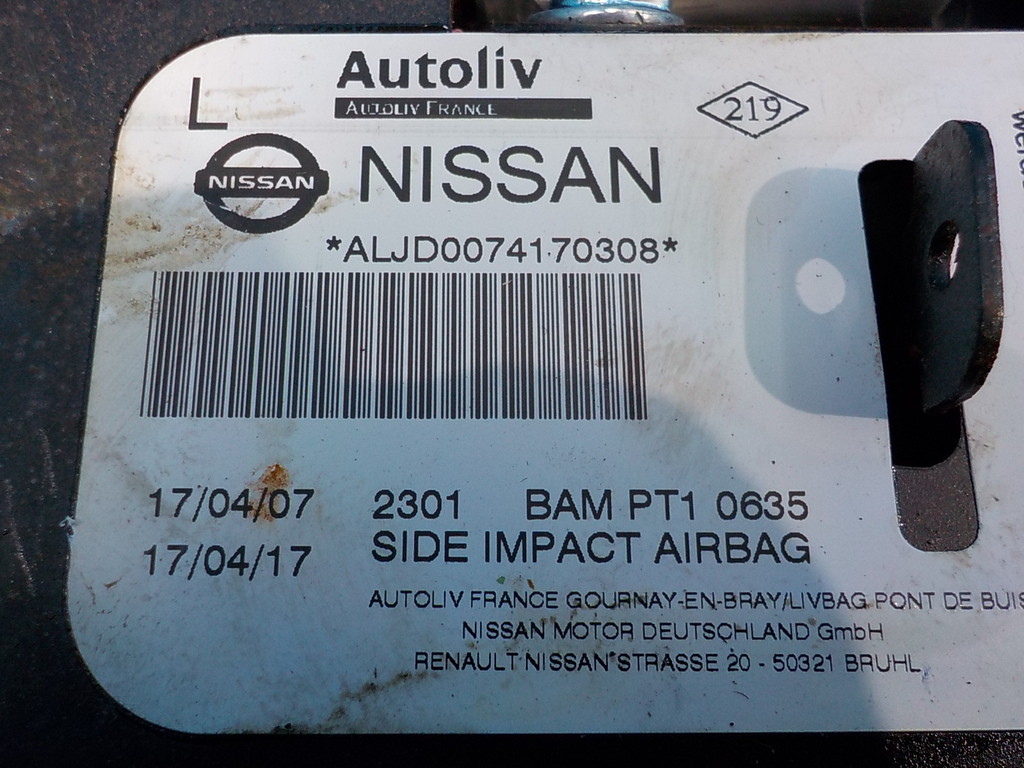 L
Autoliv
AUTOLIV FRANCE
219
NISSAN
NISSAN
*ALJD0074170308*
17/04/07 2301 BAM PT1 0635
17/04/17 SIDE IMPACT AIRBAG
AUTOLIV FRANCE GOURNAY-EN-BRAY/LIVBAG PONT DE BUIS
NISSAN MOTOR DEUTSCHLAND GmbH
RENAULT NISSAN STRASSE 20 - 50321 BRUHL